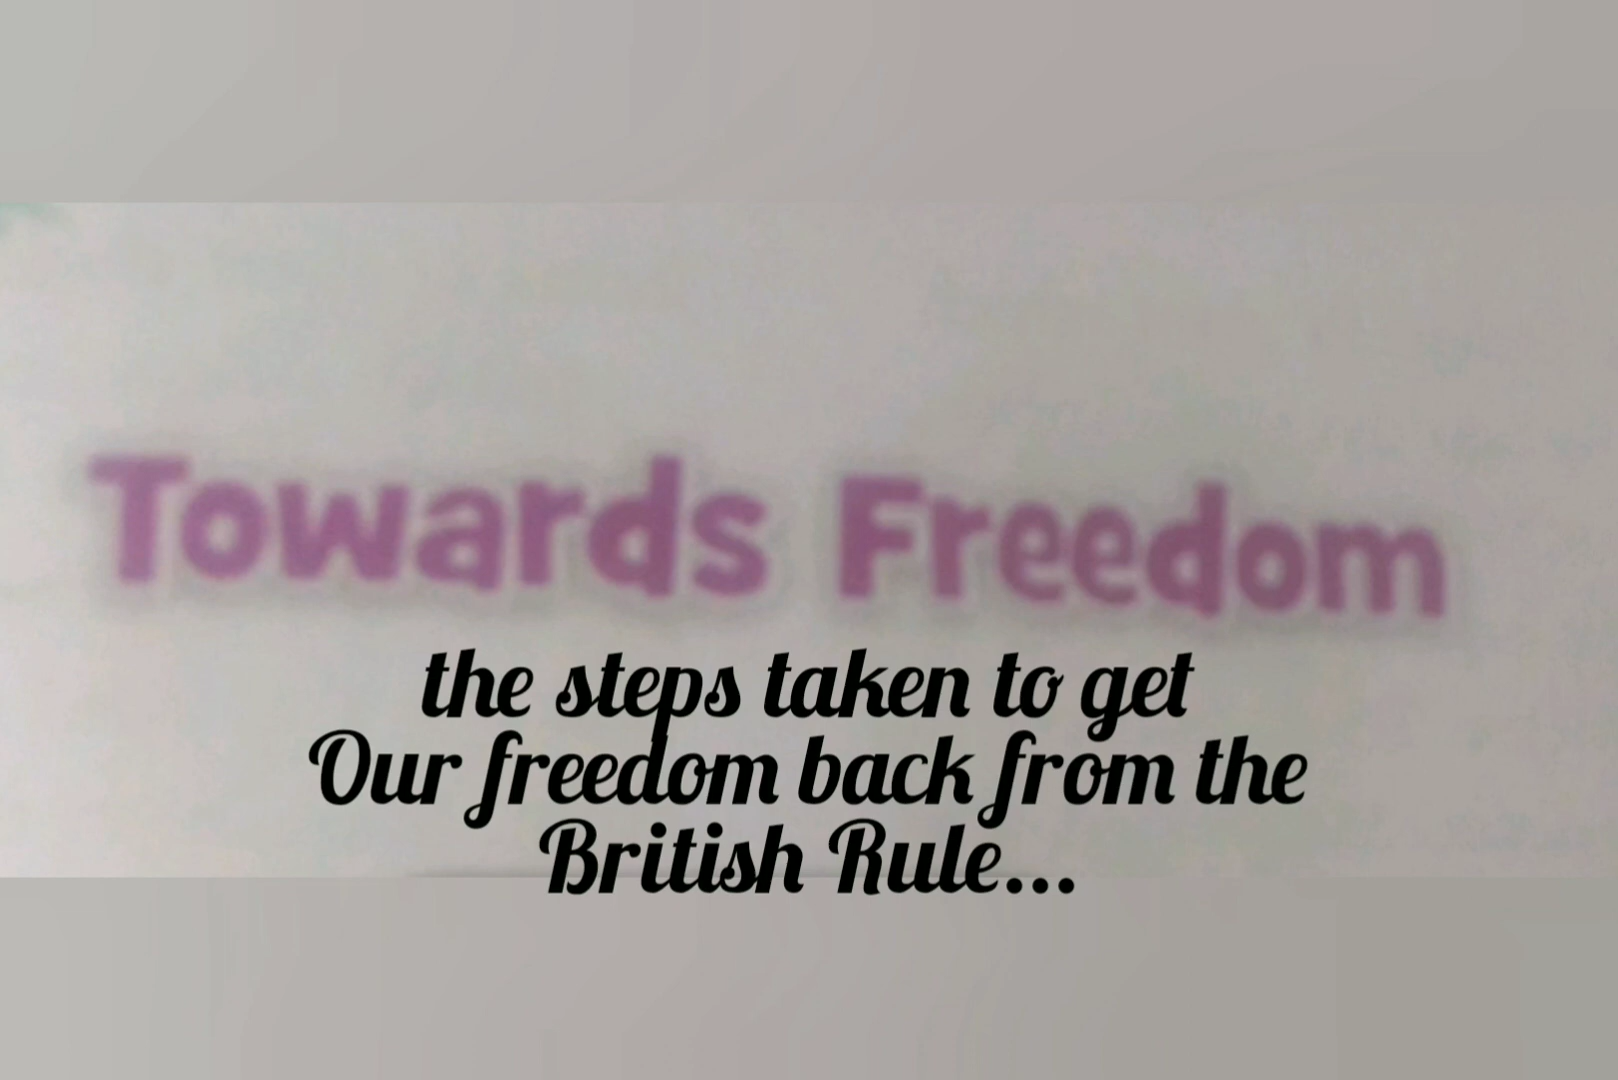 Towards Freedom
the steps taken to get
Our freedom back from the
British Rule...